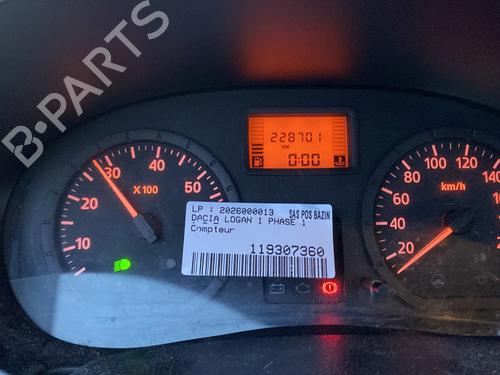 B-PARTS
228701
KM
0:00
10
20
30
40
50
X100
LP : 2026000013
SAS POS BAZIN
DACIA LOGAN 1 PHASE 1
Compteur
119307360
20
40
60
80
100
120
140
km/h